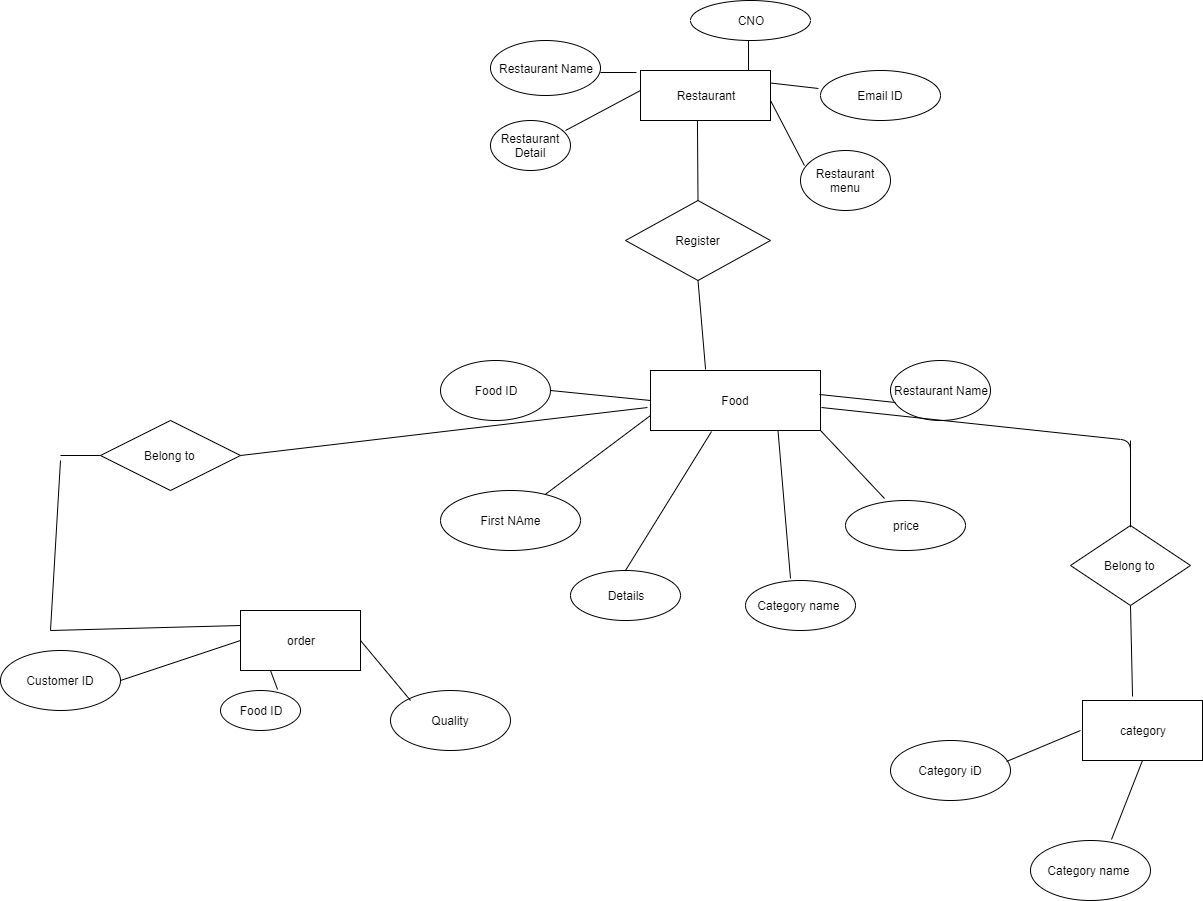 CNO
Restaurant Name
Restaurant
Email ID
Restaurant
Detail
Restaurant
menu
Register
Food ID
Food
Restaurant Name
Belong to
First NAme
price
Belong to
Details
Category name
order
Customer ID
Food ID
Quality
category
Category iD
Category name